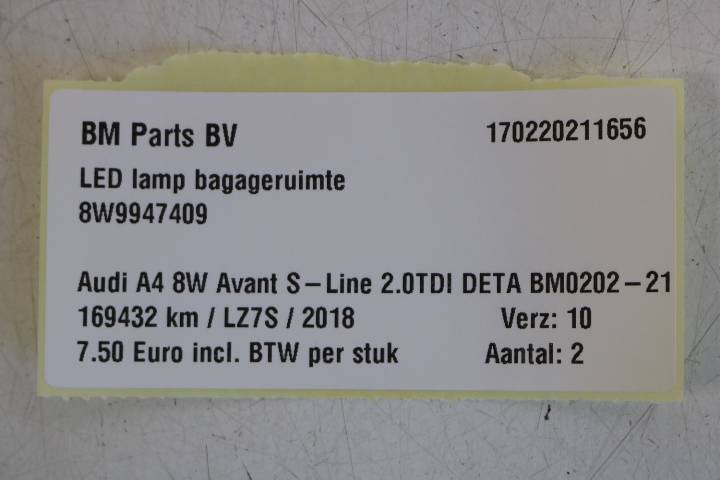 BM Parts BV 170220211656
LED lamp bagageruimte
8W9947409
Audi A4 8W Avant S-Line 2.0TDI DETA BM0202-21
169432 km / LZ7S / 2018 Verz: 10
7.50 Euro incl. BTW per stuk Aantal: 2